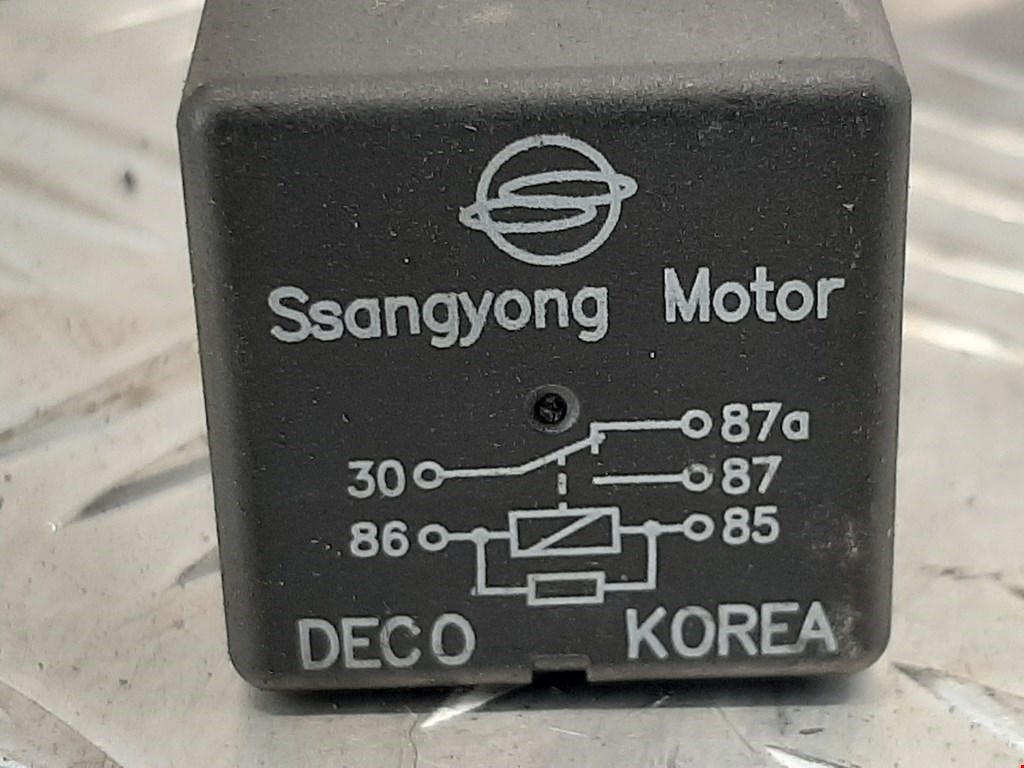 Ssangyong Motor
87a
30 87
86 85
DECO KOREA